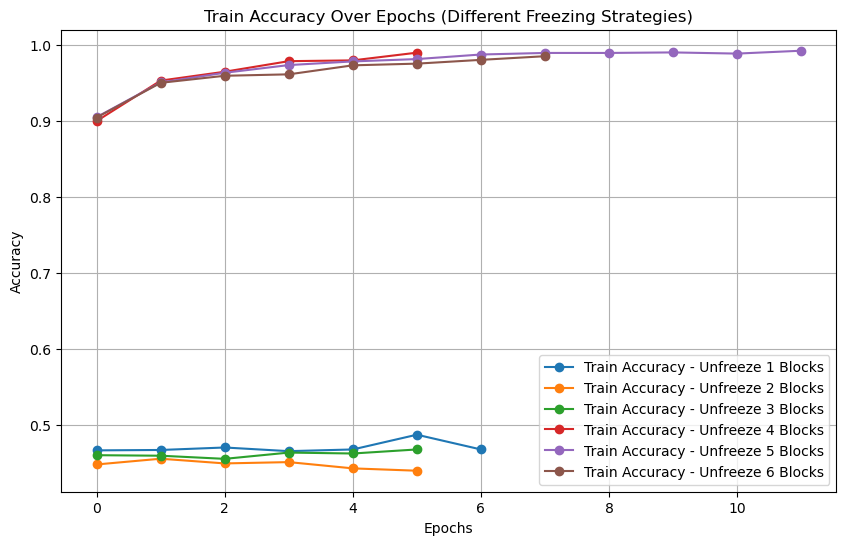 Train Accuracy Over Epochs (Different Freezing Strategies)
Accuracy
1.0
0.9
0.8
0.7
0.6
0.5
Train Accuracy - Unfreeze 1 Blocks
Train Accuracy - Unfreeze 2 Blocks
Train Accuracy - Unfreeze 3 Blocks
Train Accuracy - Unfreeze 4 Blocks
Train Accuracy - Unfreeze 5 Blocks
Train Accuracy - Unfreeze 6 Blocks
0 2 4 6 8 10
Epochs